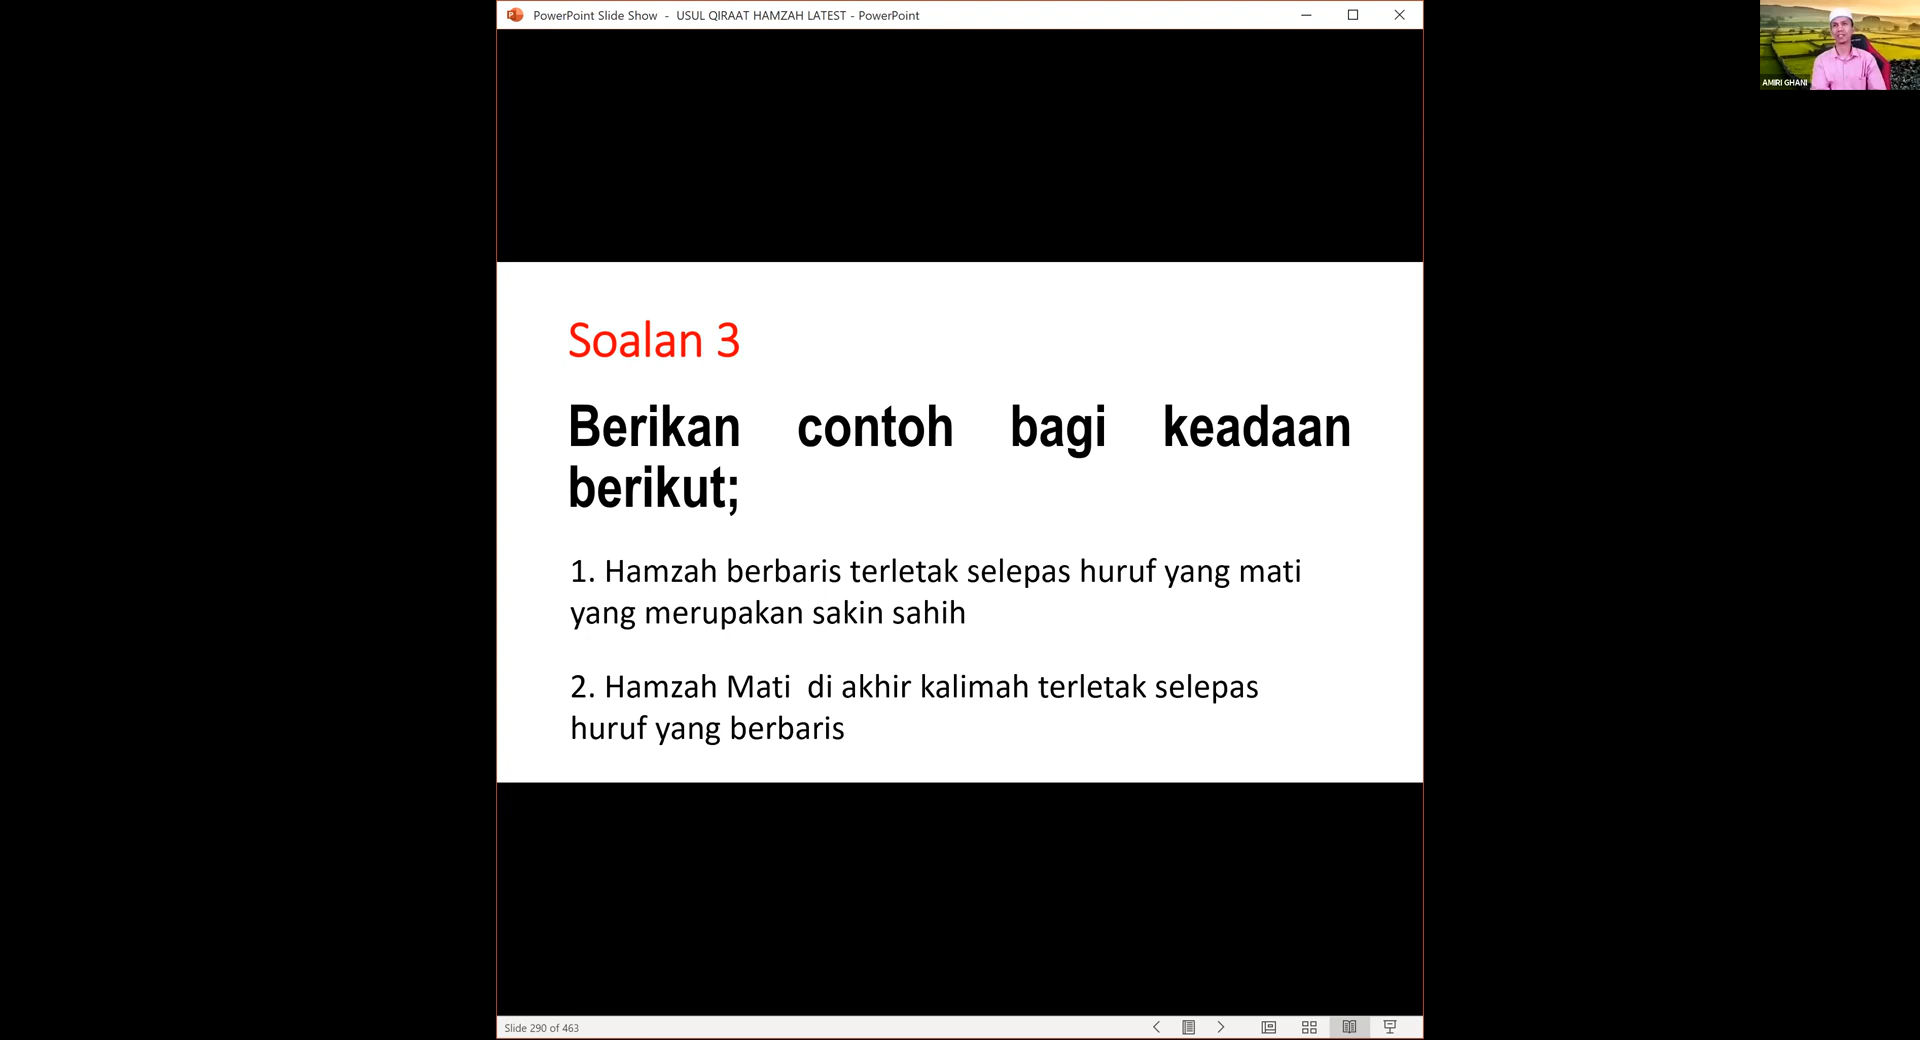 PowerPoint Slide Show - USUL QIRAAT HAMZAH LATEST - PowerPoint
AMIRI GHANI
Soalan 3
Berikan contoh bagi keadaan
berikut;
1. Hamzah berbaris terletak selepas huruf yang mati
yang merupakan sakin sahih
2. Hamzah Mati di akhir kalimah terletak selepas
huruf yang berbaris
Slide 290 of 463